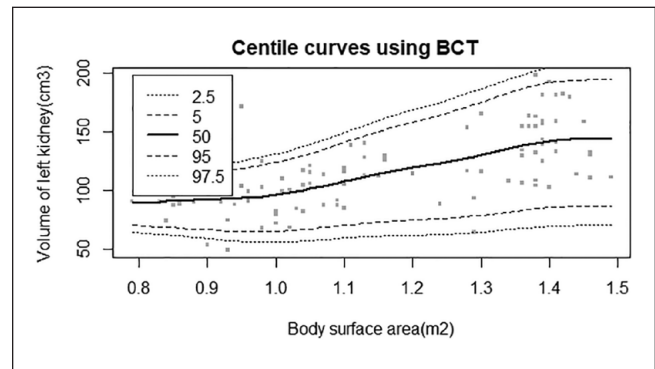 Centile curves using BCT
Volume of left kidney(cm3)
200
150
100
50
2.5
5
50
95
97.5
0.8 0.9 1.0 1.1 1.2 1.3 1.4 1.5
Body surface area(m2)